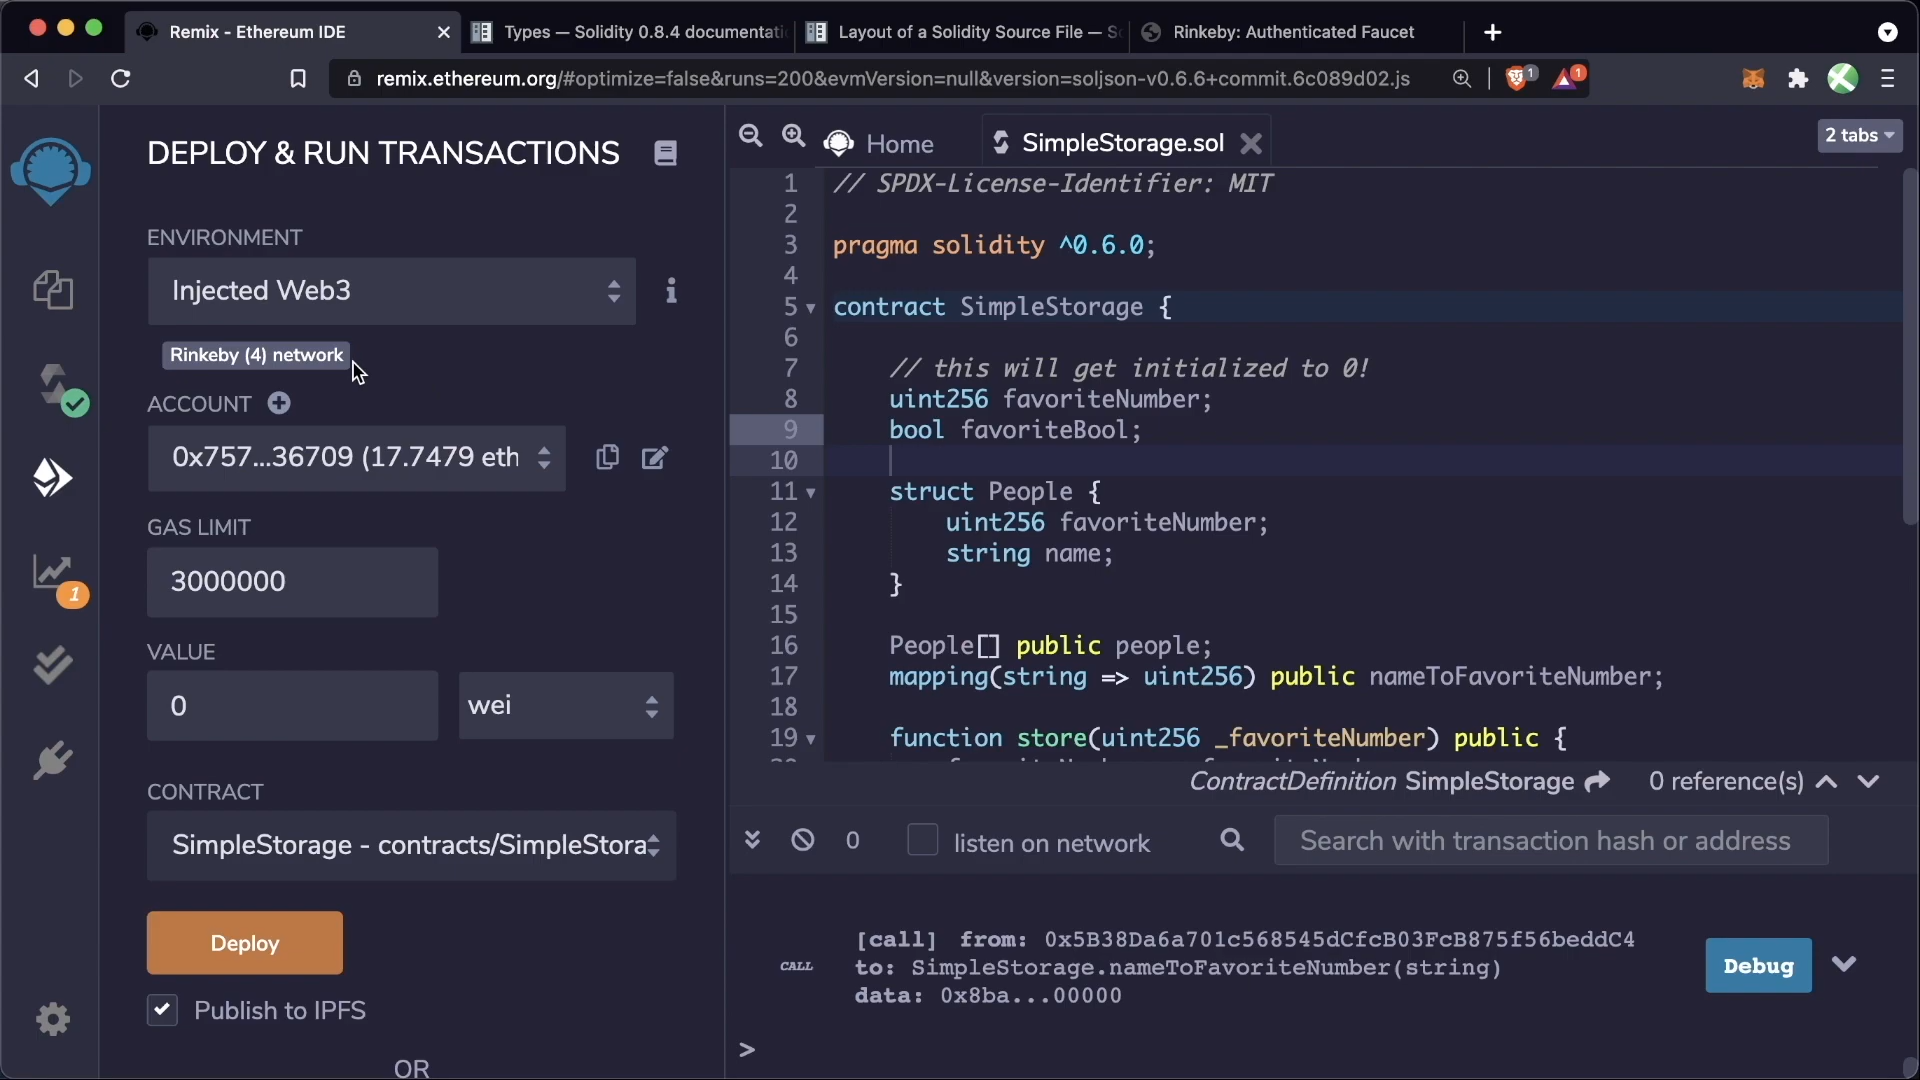 Remix - Ethereum IDE
Types — Solidity 0.8.4 documentati
Layout of a Solidity Source File — S
Rinkeby: Authenticated Faucet
remix.ethereum.org/#optimize=false&runs=200&evmVersion=null&version=soljson-v0.6.6+commit.6c089d02.js
1
1
DEPLOY & RUN TRANSACTIONS
ENVIRONMENT
Injected Web3
Rinkeby (4) network
ACCOUNT
0x757...36709 (17.7479 eth
GAS LIMIT
3000000
VALUE
0
wei
CONTRACT
SimpleStorage - contracts/SimpleStora
Deploy
Publish to IPFS
OR
1
Home
SimpleStorage.sol
2 tabs
1 // SPDX-License-Identifier: MIT
2
3 pragma solidity ^0.6.0;
4
5 contract SimpleStorage {
6
7 // this will get initialized to 0!
8 uint256 favoriteNumber;
9 bool favoriteBool;
10
11 struct People {
12 uint256 favoriteNumber;
13 string name;
14 }
15
16 People[] public people;
17 mapping(string => uint256) public nameToFavoriteNumber;
18
19 function store(uint256 _favoriteNumber) public {
ContractDefinition SimpleStorage
0 reference(s)
0
listen on network
Search with transaction hash or address
CALL
[call] from: 0x5B38Da6a701c568545dCfcB03FcB875f56beddC4
to: SimpleStorage.nameToFavoriteNumber(string)
data: 0x8ba...00000
Debug
>